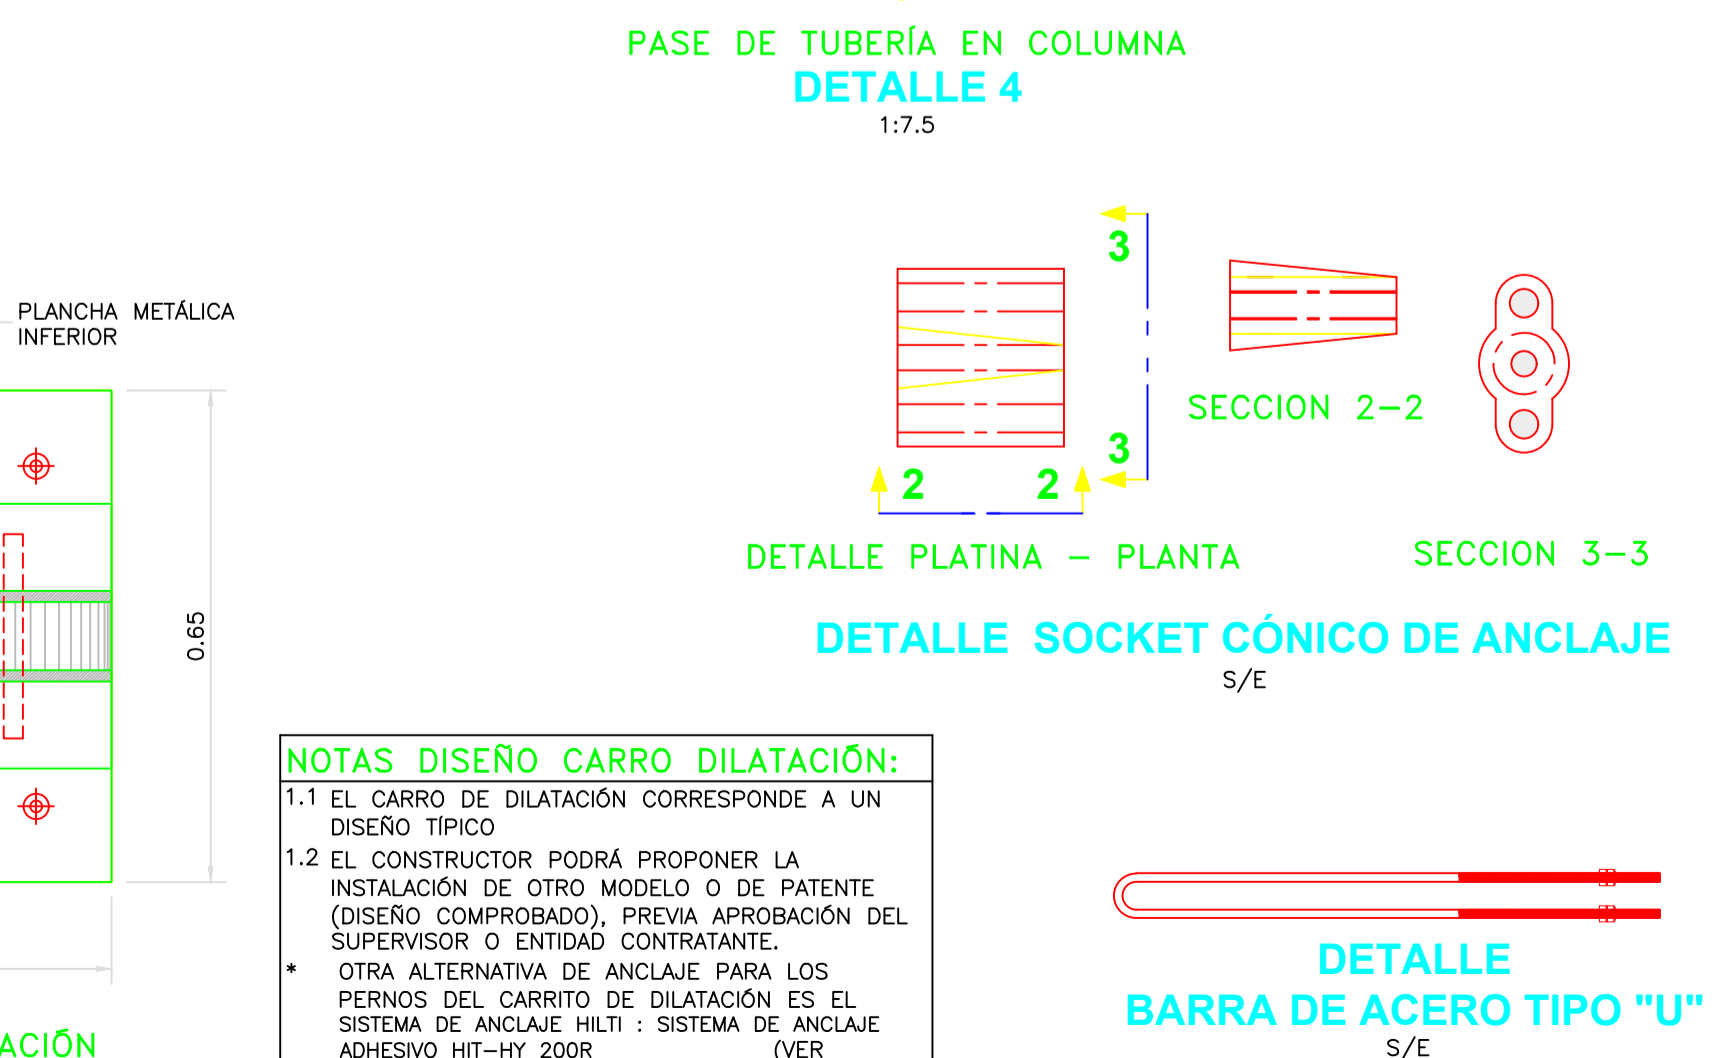 PASE DE TUBERÍA EN COLUMNA
DETALLE 4
1:7.5
PLANCHA METÁLICA
INFERIOR
0.65
3
3
2 2
DETALLE PLATINA - PLANTA
SECCION 2-2
SECCION 3-3
DETALLE SOCKET CÓNICO DE ANCLAJE
S/E
NOTAS DISEÑO CARRO DILATACIÓN:
1.1 EL CARRO DE DILATACIÓN CORRESPONDE A UN
DISEÑO TÍPICO
1.2 EL CONSTRUCTOR PODRÁ PROPONER LA
INSTALACIÓN DE OTRO MODELO O DE PATENTE
(DISEÑO COMPROBADO), PREVIA APROBACIÓN DEL
SUPERVISOR O ENTIDAD CONTRATANTE.
* OTRA ALTERNATIVA DE ANCLAJE PARA LOS
PERNOS DEL CARRITO DE DILATACIÓN ES EL
SISTEMA DE ANCLAJE HILTI : SISTEMA DE ANCLAJE
ADHESIVO HIT-HY 200R (VER
DETALLE
BARRA DE ACERO TIPO "U"
S/E
ACIÓN